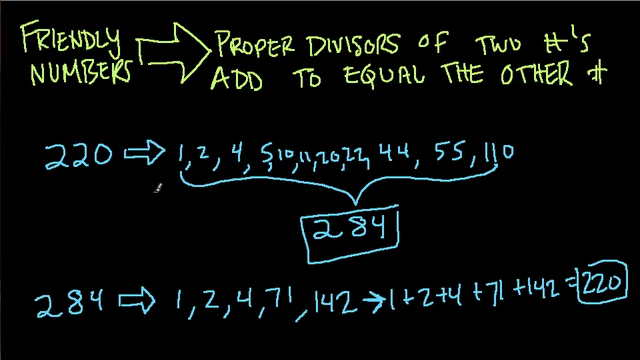 FRIENDLY NUMBERS ⇒ PROPER DIVISORS OF TWO #'S
ADD TO EQUAL THE OTHER #
220 ⇒ 1, 2, 4, 5, 10, 11, 20, 22, 44, 55, 110
284
284 ⇒ 1, 2, 4, 71, 142 → 1+2+4+71+142=220